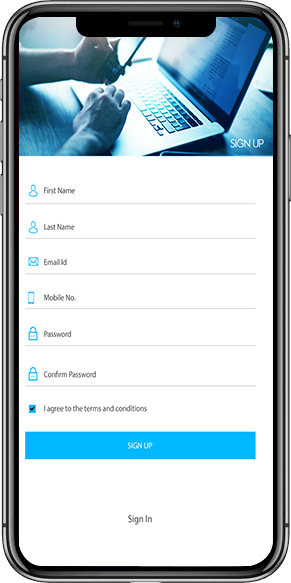 SIGN UP
First Name
Last Name
Email Id
Mobile No.
Password
Confirm Password
I agree to the terms and conditions
SIGN UP
Sign In